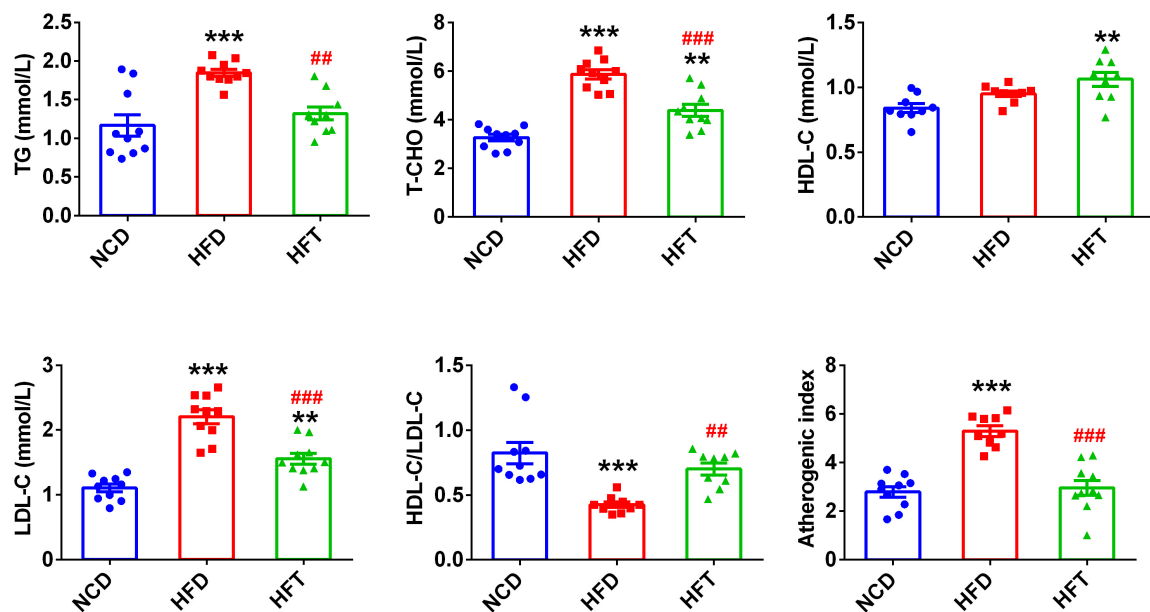 TG (mmol/L)
2.5
2.0
1.5
1.0
0.5
0.0
***
##
NCD
HFD
HFT
T-CHO (mmol/L)
8
6
4
2
0
***
###
**
NCD
HFD
HFT
HDL-C (mmol/L)
1.5
1.0
0.5
0.0
**
NCD
HFD
HFT
LDL-C (mmol/L)
3
2
1
0
***
###
**
NCD
HFD
HFT
HDL-C/LDL-C
1.5
1.0
0.5
0.0
***
##
NCD
HFD
HFT
Atherogenic index
8
6
4
2
0
***
###
NCD
HFD
HFT